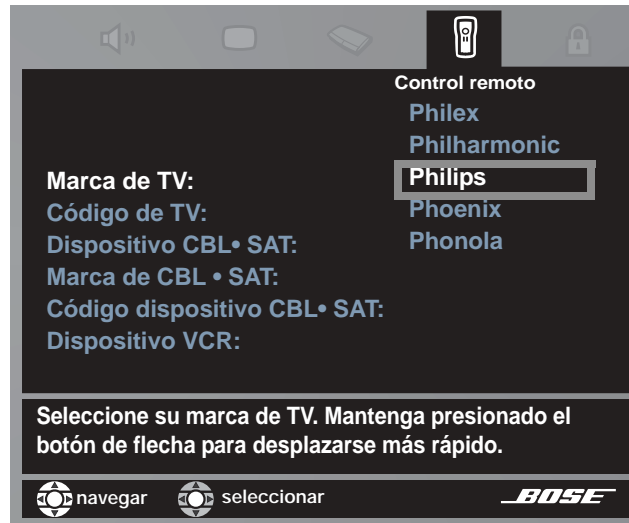 Control remoto
Philex
Philharmonic
Marca de TV: Philips
Código de TV: Phoenix
Dispositivo CBL• SAT: Phonola
Marca de CBL • SAT:
Código dispositivo CBL• SAT:
Dispositivo VCR:
Seleccione su marca de TV. Mantenga presionado el
botón de flecha para desplazarse más rápido.
navegar seleccionar BOSE